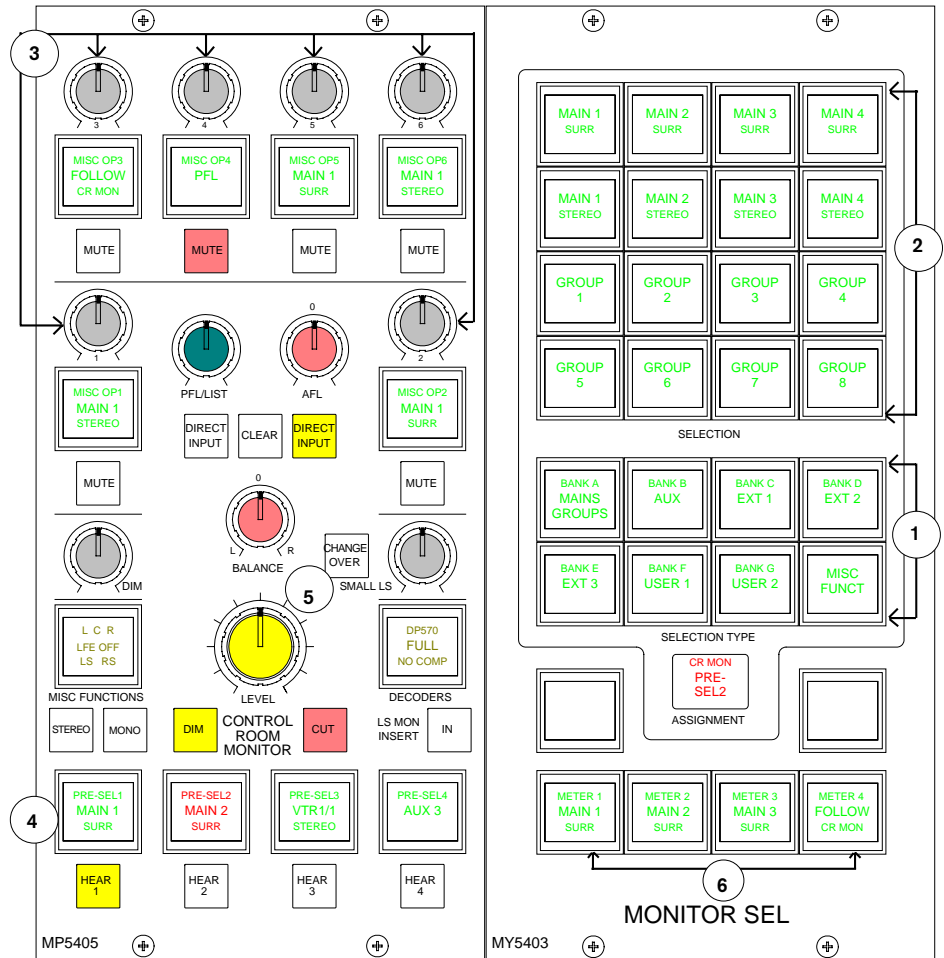 3
3
4
5
6
MISC OP3
FOLLOW
CR MON
MISC OP4
PFL
MISC OP5
MAIN 1
SURR
MISC OP6
MAIN 1
STEREO
MUTE
MUTE
MUTE
MUTE
0
1
2
PFL/LIST
AFL
MISC OP1
MAIN 1
STEREO
MISC OP2
MAIN 1
SURR
DIRECT
INPUT
CLEAR
DIRECT
INPUT
MUTE
MUTE
0
L
R
BALANCE
CHANGE
OVER
DIM
SMALL LS
5
L C R
LFE OFF
LS RS
DP570
FULL
NO COMP
MISC FUNCTIONS
LEVEL
DECODERS
STEREO
MONO
DIM
CONTROL
ROOM
MONITOR
CUT
LS MON
INSERT
IN
4
PRE-SEL1
MAIN 1
SURR
PRE-SEL2
MAIN 2
SURR
PRE-SEL3
VTR1/1
STEREO
PRE-SEL4
AUX 3
HEAR
1
HEAR
2
HEAR
3
HEAR
4
MP5405
MAIN 1
SURR
MAIN 2
SURR
MAIN 3
SURR
MAIN 4
SURR
MAIN 1
STEREO
MAIN 2
STEREO
MAIN 3
STEREO
MAIN 4
STEREO
2
GROUP
1
GROUP
2
GROUP
3
GROUP
4
GROUP
5
GROUP
6
GROUP
7
GROUP
8
SELECTION
BANK A
MAINS
GROUPS
BANK B
AUX
BANK C
EXT 1
BANK D
EXT 2
1
BANK E
EXT 3
BANK F
USER 1
BANK G
USER 2
MISC
FUNCT
SELECTION TYPE
CR MON
PRE-
SEL2
ASSIGNMENT
METER 1
MAIN 1
SURR
METER 2
MAIN 2
SURR
METER 3
MAIN 3
SURR
METER 4
FOLLOW
CR MON
6
MONITOR SEL
MY5403